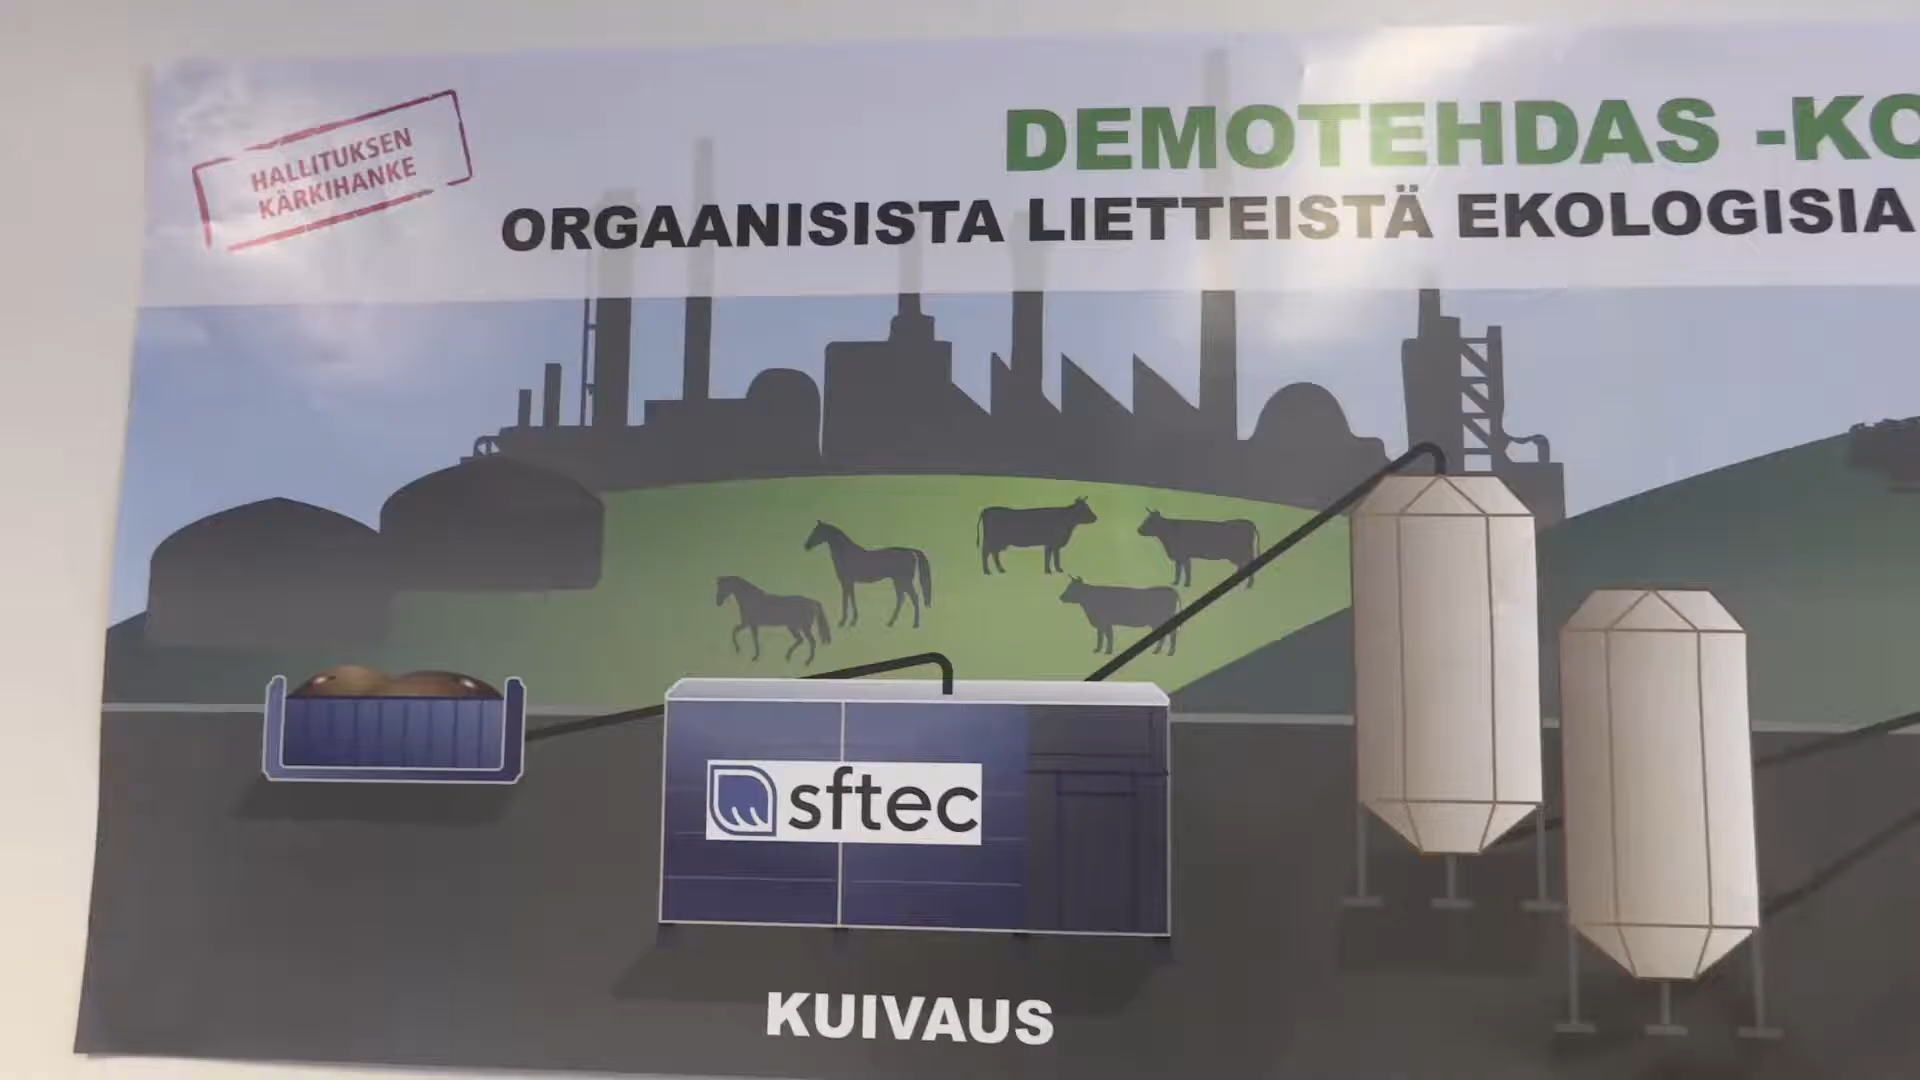 HALLITUKSEN
KÄRKIHANKE
DEMOTEHDAS -KO
ORGAANISISTA LIETTEISTÄ EKOLOGISIA
sftec
KUIVAUS